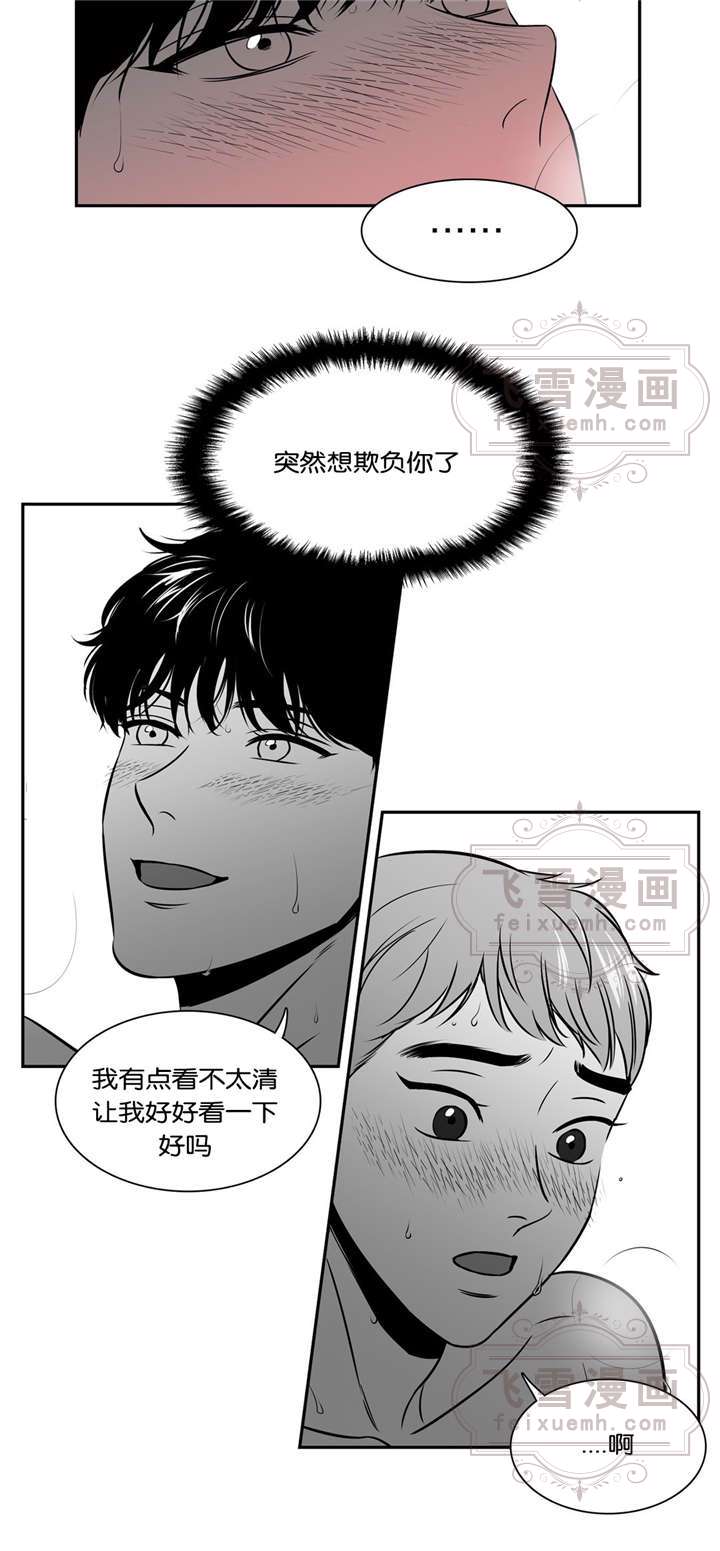 ......
飞雪漫画
feixuemh.com
突然想欺负你了
飞雪漫画
feixuemh.com
我有点看不太清
让我好好看一下
好吗
飞雪漫画
feixuemh.com
....啊